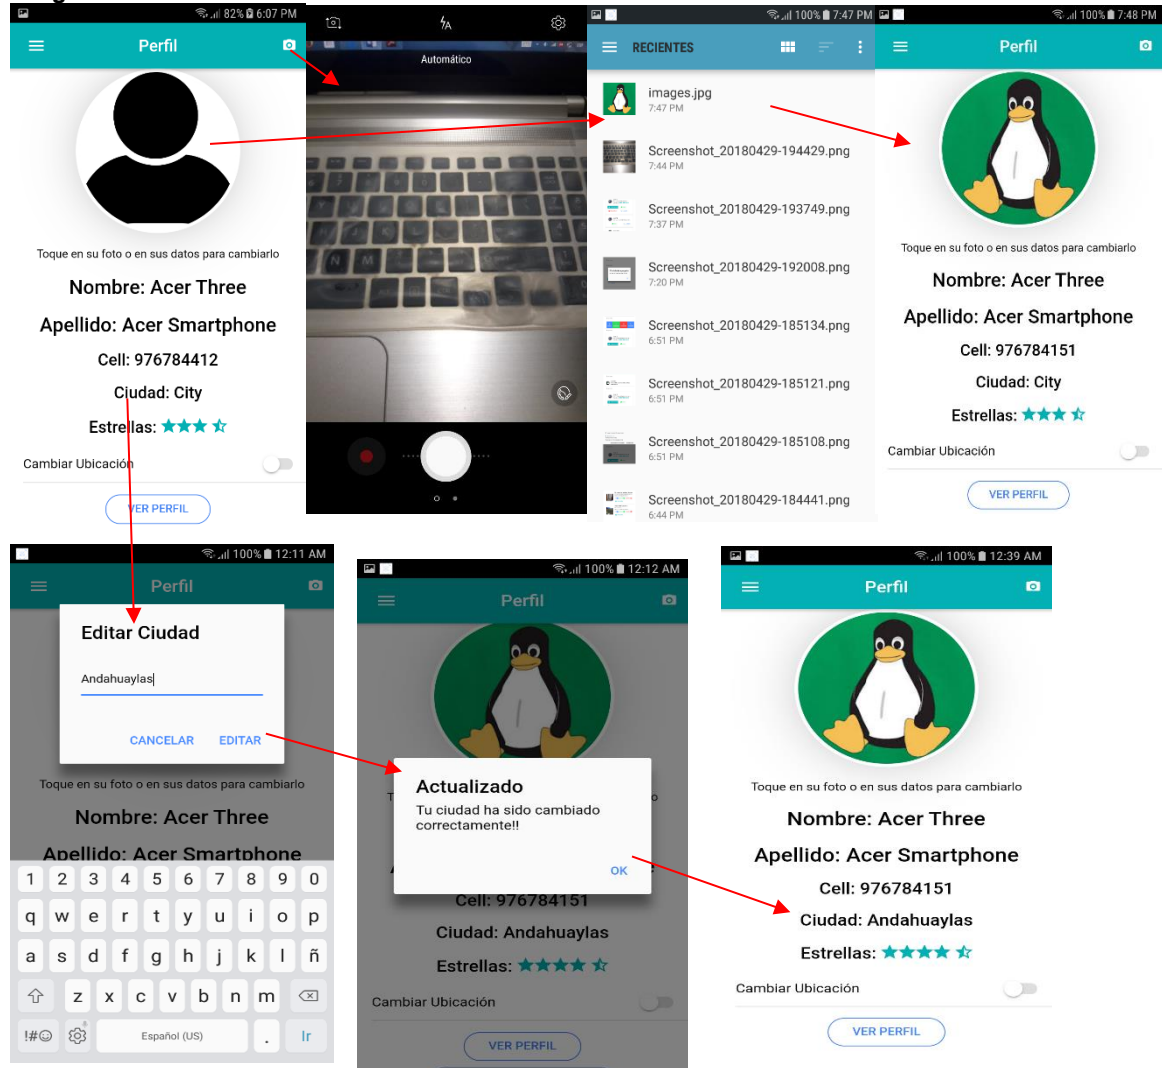 82% 6:07 PM
Perfil
Toque en su foto o en sus datos para cambiarlo
Nombre: Acer Three
Apellido: Acer Smartphone
Cell: 976784412
Ciudad: City
Estrellas:
Cambiar Ubicación
VER PERFIL
Automático
100% 7:47 PM
RECIENTES
images.jpg
7:47 PM
Screenshot_20180429-194429.png
7:44 PM
Screenshot_20180429-193749.png
7:37 PM
Screenshot_20180429-192008.png
7:20 PM
Screenshot_20180429-185134.png
6:51 PM
Screenshot_20180429-185121.png
6:51 PM
Screenshot_20180429-185108.png
6:51 PM
Screenshot_20180429-184441.png
6:44 PM
100% 7:48 PM
Perfil
Toque en su foto o en sus datos para cambiarlo
Nombre: Acer Three
Apellido: Acer Smartphone
Cell: 976784151
Ciudad: City
Estrellas:
Cambiar Ubicación
VER PERFIL
100% 12:11 AM
Perfil
Editar Ciudad
Andahuaylas
CANCELAR EDITAR
Toque en su foto o en sus datos para cambiarlo
Nombre: Acer Three
Apellido: Acer Smartphone
1 2 3 4 5 6 7 8 9 0
q w e r t y u i o p
a s d f g h j k l ñ
z x c v b n m
!#☺ Español (US) . Ir
100% 12:12 AM
Perfil
Actualizado
Tu ciudad ha sido cambiado
correctamente!!
OK
Cell: 976784151
Ciudad: Andahuaylas
Estrellas:
Cambiar Ubicación
VER PERFIL
100% 12:39 AM
Perfil
Toque en su foto o en sus datos para cambiarlo
Nombre: Acer Three
Apellido: Acer Smartphone
Cell: 976784151
Ciudad: Andahuaylas
Estrellas:
Cambiar Ubicación
VER PERFIL